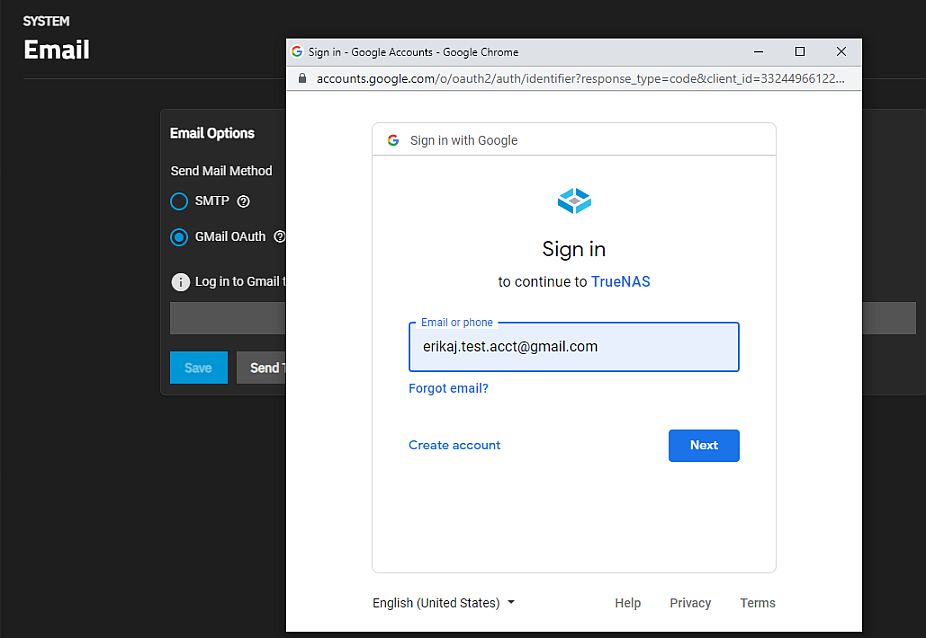 SYSTEM
Email
Sign in - Google Accounts - Google Chrome
accounts.google.com/o/oauth2/auth/identifier?response_type=code&client_id=33244966122...
Email Options
Send Mail Method
SMTP
GMail OAuth
Log in to Gmail
Save
Send
Sign in with Google
Sign in
to continue to TrueNAS
Email or phone
erikaj.test.acct@gmail.com
Forgot email?
Create account
Next
English (United States)
Help
Privacy
Terms